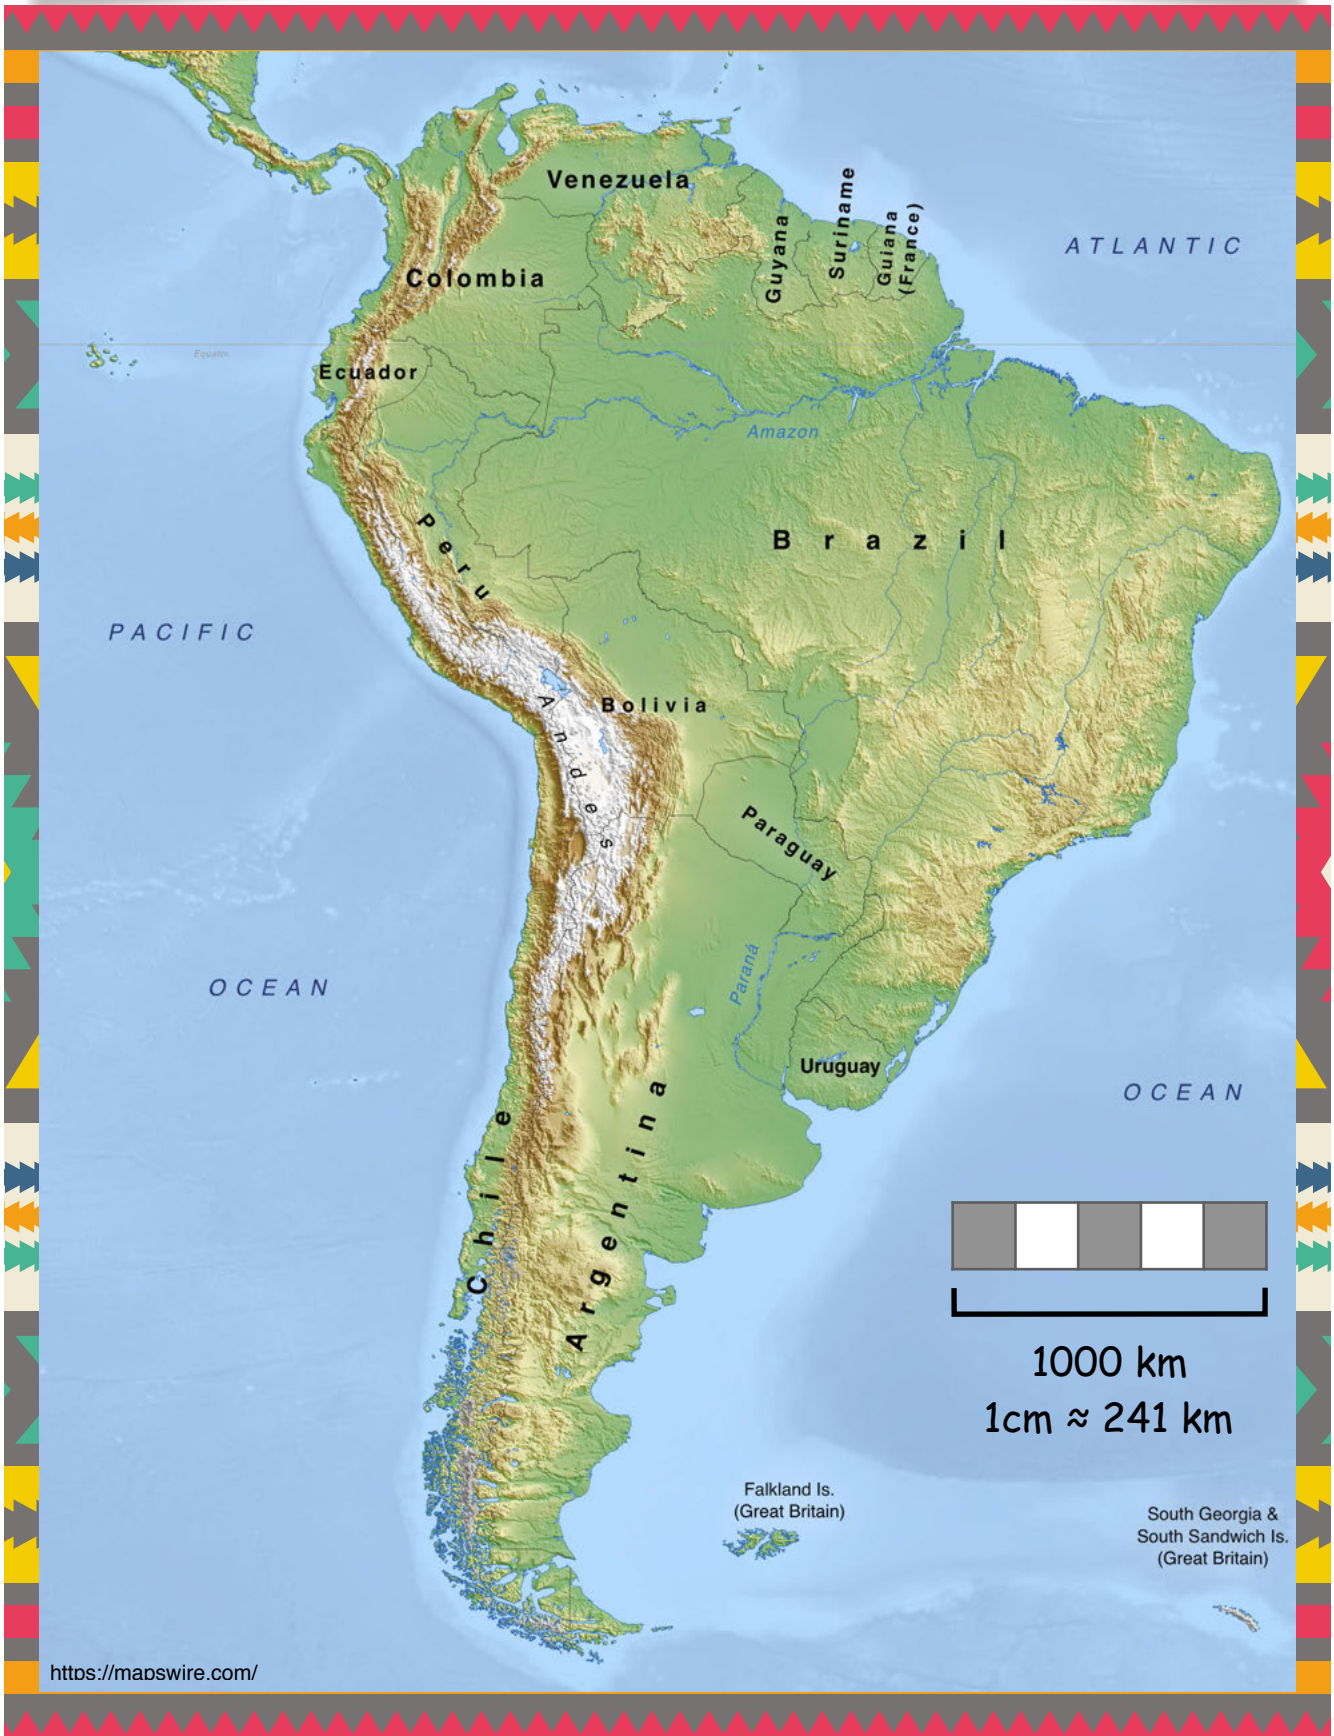 Venezuela
Guyana
Suriname
Guiana
(France)
ATLANTIC
Colombia
Equator
Ecuador
Amazon
Peru
Brazil
PACIFIC
Bolivia
Andes
Paraguay
Paraná
OCEAN
Uruguay
OCEAN
Chile
Argentina
1000 km
1cm ≈ 241 km
Falkland Is.
(Great Britain)
South Georgia &
South Sandwich Is.
(Great Britain)
https://mapswire.com/